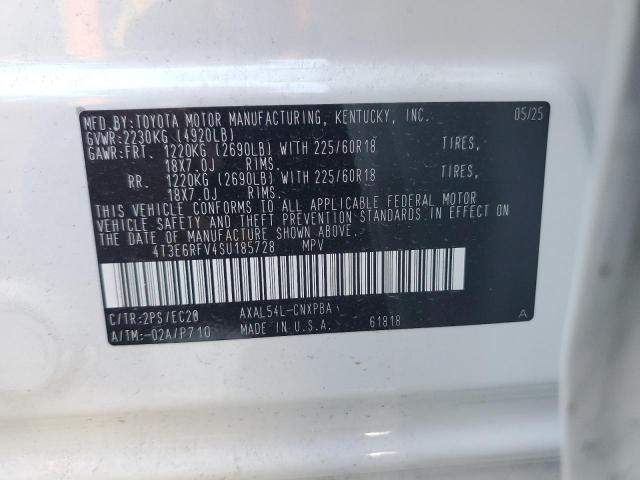 MFD.BY:TOYOTA MOTOR MANUFACTURING, KENTUCKY, INC. 05/25
GVWR:2230KG (4920LB)
GAWR:FRT. 1220KG (2690LB) WITH 225/60R18 TIRES,
18X7.0J RIMS.
RR. 1220KG (2690LB) WITH 225/60R18 TIRES,
18X7.0J RIMS.
THIS VEHICLE CONFORMS TO ALL APPLICABLE FEDERAL MOTOR
VEHICLE SAFETY AND THEFT PREVENTION STANDARDS IN EFFECT ON
THE DATE OF MANUFACTURE SHOWN ABOVE.
4T3E6RFV4SU185728 MPV
C/TR:2PS/EC20 AXAL54L-CNXPBA
A/TM:-02A/P710 MADE IN U.S.A. 61818 A